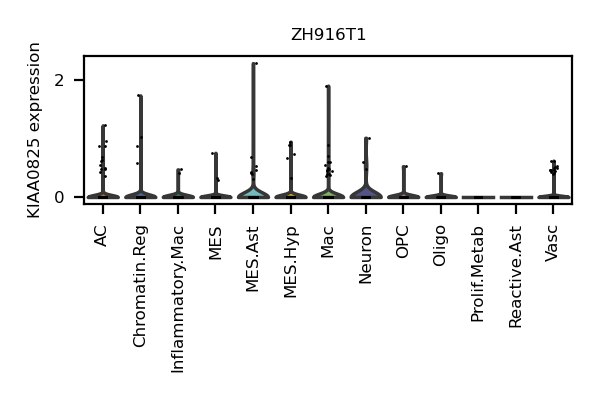 ZH916T1
KIAA0825 expression
2
0
AC
Chromatin.Reg
Inflammatory.Mac
MES
MES.Ast
MES.Hyp
Mac
Neuron
OPC
Oligo
Prolif.Metab
Reactive.Ast
Vasc